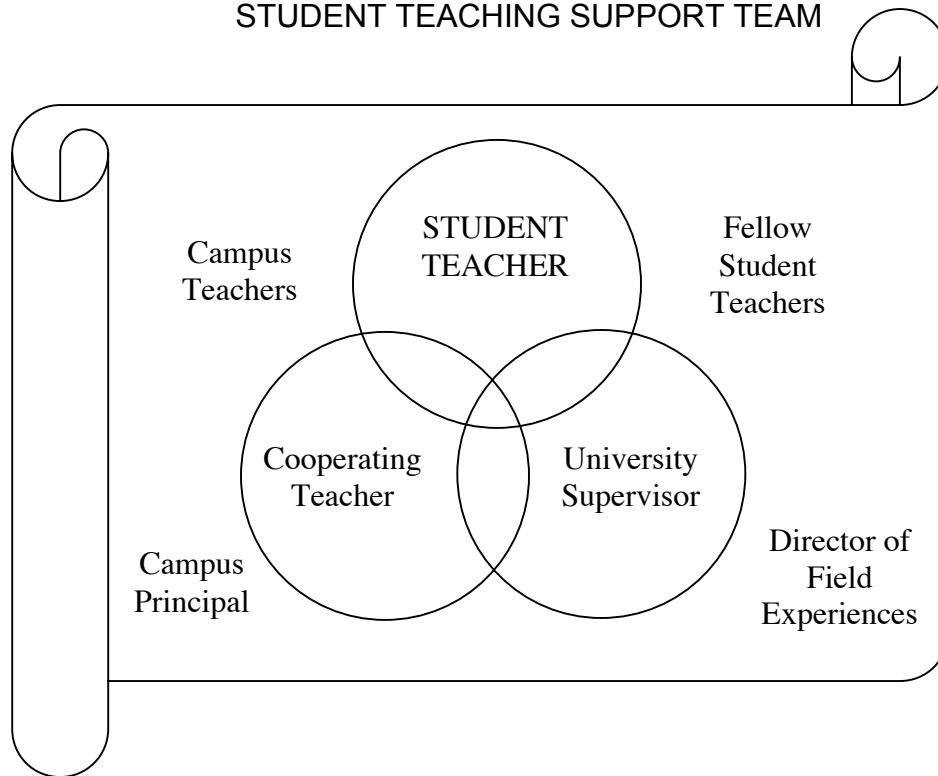 STUDENT TEACHING SUPPORT TEAM
STUDENT
TEACHER
Campus
Teachers
Fellow
Student
Teachers
Cooperating
Teacher
University
Supervisor
Campus
Principal
Director of
Field
Experiences